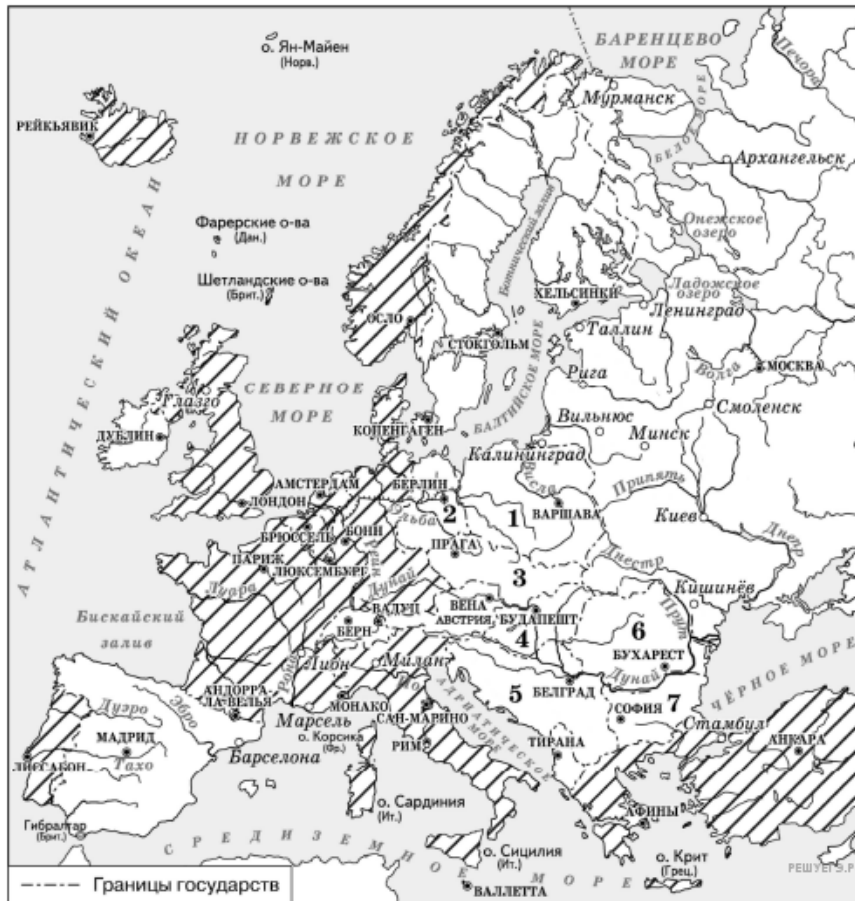 о. Ян-Майен
(Норв.)
БАРЕНЦЕВО
МОРЕ
Печора
Мурманск
РЕЙКЬЯВИК
НОРВЕЖСКОЕ
МОРЕ
БЕЛОЕ МОРЕ
Архангельск
АТЛАНТИЧЕСКИЙ ОКЕАН
Фарерские о-ва
(Дан.)
Ботнический залив
Онежское
озеро
Шетландские о-ва
(Брит.)
ХЕЛЬСИНКИ
Ладожское
озеро
ОСЛО
Ленинград
СТОКГОЛЬМ
Таллин
СЕВЕРНОЕ
МОРЕ
БАЛТИЙСКОЕ МОРЕ
Рига
Волга
МОСКВА
Глазго
Смоленск
ДУБЛИН
КОПЕНГАГЕН
Вильнюс
Минск
Калининград
АМСТЕРДАМ
БЕРЛИН
Висла
Припять
ЛОНДОН
Эльба
2
1
ВАРШАВА
Киев
Днепр
БРЮССЕЛЬ
БОНН
ПРАГА
ПАРИЖ
ЛЮКСЕМБУРГ
Рейн
3
Днестр
Луара
Дунай
Кишинёв
Бискайский
залив
ВАДУЦ
ВЕНА
АВСТРИЯ
БУДАПЕШТ
Прут
БЕРН
4
6
Рона
Лион
Милан
По
БУХАРЕСТ
АНДОРРА-
ЛА-ВЕЛЬЯ
5
БЕЛГРАД
Дунай
ЧЁРНОЕ МОРЕ
Дуэро
Эбро
Марсель
МОНАКО
САН-МАРИНО
АДРИАТИЧЕСКОЕ
МОРЕ
СОФИЯ
7
МАДРИД
о. Корсика
(Фр.)
Стамбул
АНКАРА
ЛИССАБОН
Тахо
Барселона
РИМ
ТИРАНА
о. Сардиния
(Ит.)
АФИНЫ
Гибралтар
(Брит.)
СРЕДИЗЕМНОЕ МОРЕ
о. Сицилия
(Ит.)
о. Крит
(Грец.)
ВАЛЛЕТТА
Границы государств
РЕШУЕГЭ.Р